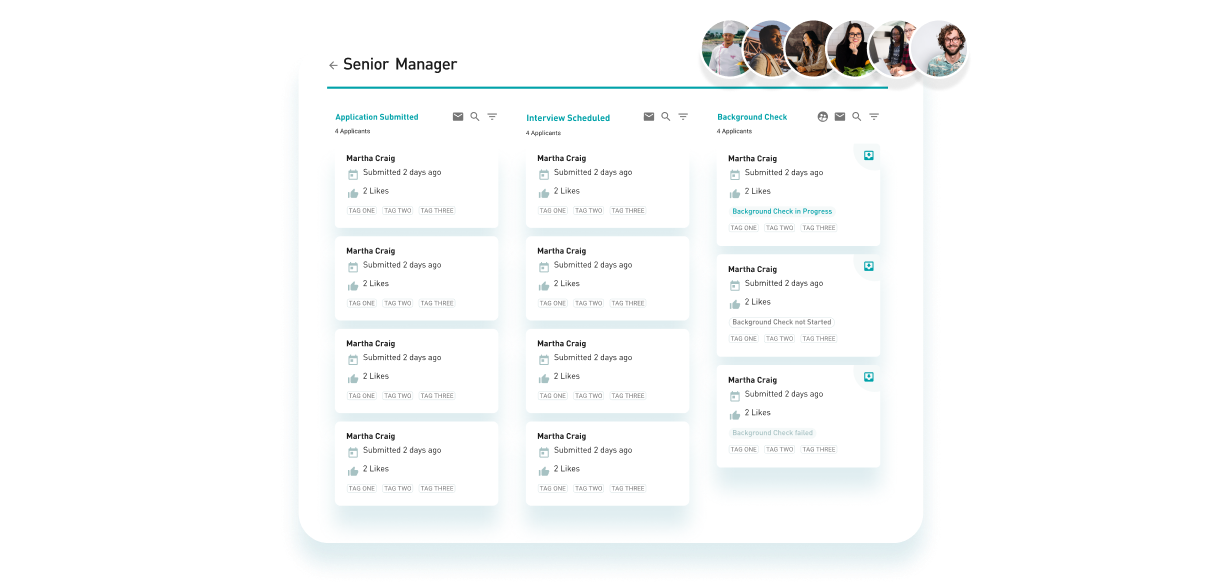 Senior Manager
Application Submitted
4 Applicants
Martha Craig
Submitted 2 days ago
2 Likes
TAG ONE TAG TWO TAG THREE
Martha Craig
Submitted 2 days ago
2 Likes
TAG ONE TAG TWO TAG THREE
Martha Craig
Submitted 2 days ago
2 Likes
TAG ONE TAG TWO TAG THREE
Martha Craig
Submitted 2 days ago
2 Likes
TAG ONE TAG TWO TAG THREE
Interview Scheduled
4 Applicants
Martha Craig
Submitted 2 days ago
2 Likes
TAG ONE TAG TWO TAG THREE
Martha Craig
Submitted 2 days ago
2 Likes
TAG ONE TAG TWO TAG THREE
Martha Craig
Submitted 2 days ago
2 Likes
TAG ONE TAG TWO TAG THREE
Martha Craig
Submitted 2 days ago
2 Likes
TAG ONE TAG TWO TAG THREE
Background Check
4 Applicants
Martha Craig
Submitted 2 days ago
2 Likes
Background Check in Progress
TAG ONE TAG TWO TAG THREE
Martha Craig
Submitted 2 days ago
2 Likes
Background Check not Started
TAG ONE TAG TWO TAG THREE
Martha Craig
Submitted 2 days ago
2 Likes
Background Check failed
TAG ONE TAG TWO TAG THREE